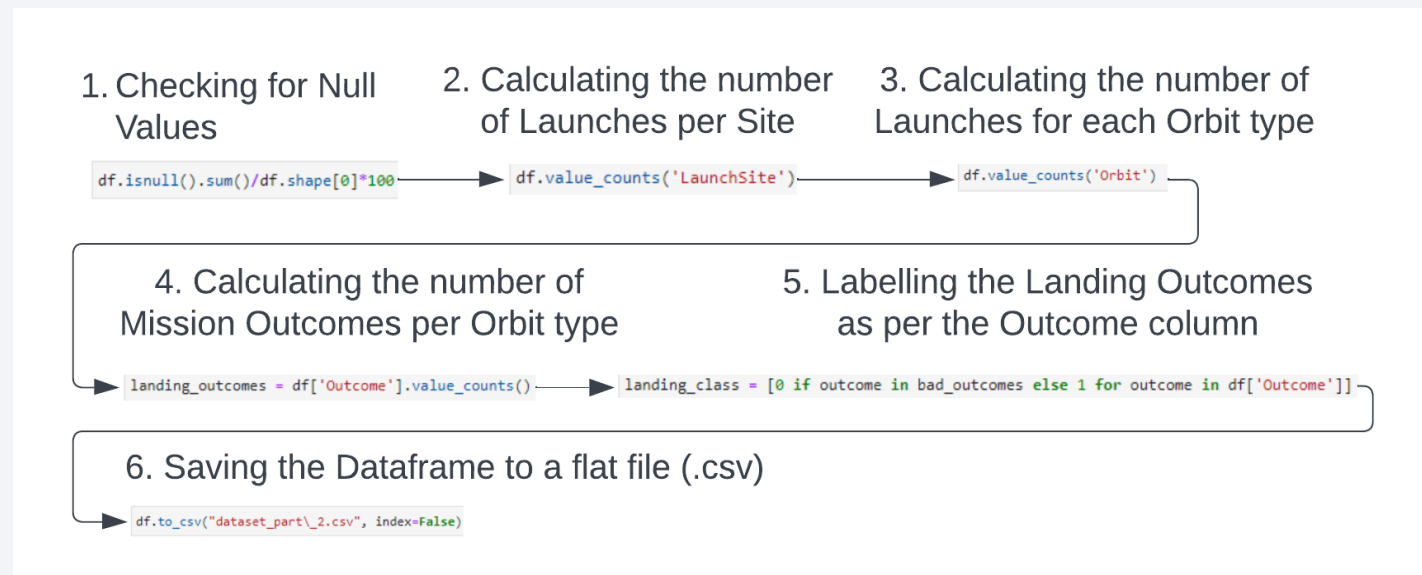 1. Checking for Null
Values
df.isnull().sum()/df.shape[0]*100
2. Calculating the number
of Launches per Site
df.value_counts('LaunchSite')
3. Calculating the number of
Launches for each Orbit type
df.value_counts('Orbit')
4. Calculating the number of
Mission Outcomes per Orbit type
landing_outcomes = df['Outcome'].value_counts()
5. Labelling the Landing Outcomes
as per the Outcome column
landing_class = [0 if outcome in bad_outcomes else 1 for outcome in df['Outcome']]
6. Saving the Dataframe to a flat file (.csv)
df.to_csv("dataset_part\_2.csv", index=False)